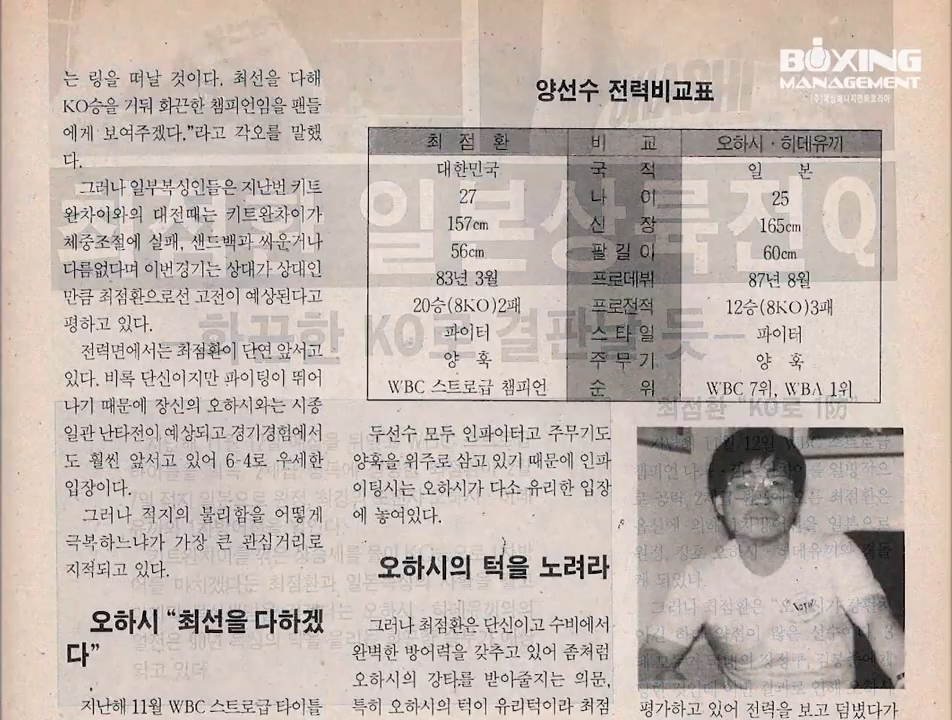 BOXING
MANAGEMENT
는 링을 떠날 것이다. 최선을 다해
KO승을 거둬 화끈한 챔피언임을 팬들
에게 보여주겠다.”라고 각오를 말했
다.
그러나 일부복싱인들은 지난번 키트
완차이와의 대전때는 키트완차이가
체중조절에 실패, 샌드백과 싸운거나
다름없다며 이번경기는 상대가 상대인
만큼 최점환으로선 고전이 예상된다고
평하고 있다.
전력면에서는 최점환이 단연 앞서고
있다. 비록 단신이지만 파이팅이 뛰어
나기 때문에 장신의 오하시와는 시종
일관 난타전이 예상되고 경기경험에서
도 훨씬 앞서고 있어 6-4로 우세한
입장이다.
그러나 적지의 불리함을 어떻게
극복하느냐가 가장 큰 관심거리로
지적되고 있다.
오하시 “최선을 다하겠
다”
지난해 11월 WBC 스트로급 타이틀
양선수 전력비교표
최 점 환 비 교 오하시·히데유끼
대한민국 국 적 일 본
27 나 이 25
157cm 신 장 165cm
56cm 팔 길 이 60cm
83년 3월 프로데뷔 87년 8월
20승(8KO)2패 프로전적 12승(8KO)3패
파이터 스 타 일 파이터
양 훅 주 무 기 양 훅
WBC 스트로급 챔피언 순 위 WBC 7위, WBA 1위
두선수 모두 인파이터고 주무기도
양훅을 위주로 삼고 있기 때문에 인파
이팅시는 오하시가 다소 유리한 입장
에 놓여있다.
오하시의 턱을 노려라
그러나 최점환은 단신이고 수비에서
완벽한 방어력을 갖추고 있어 좀처럼
오하시의 강타를 받아줄지는 의문,
특히 오하시의 턱이 유리턱이라 최점
평가하고 있어 전력을 보고 덤볐다가